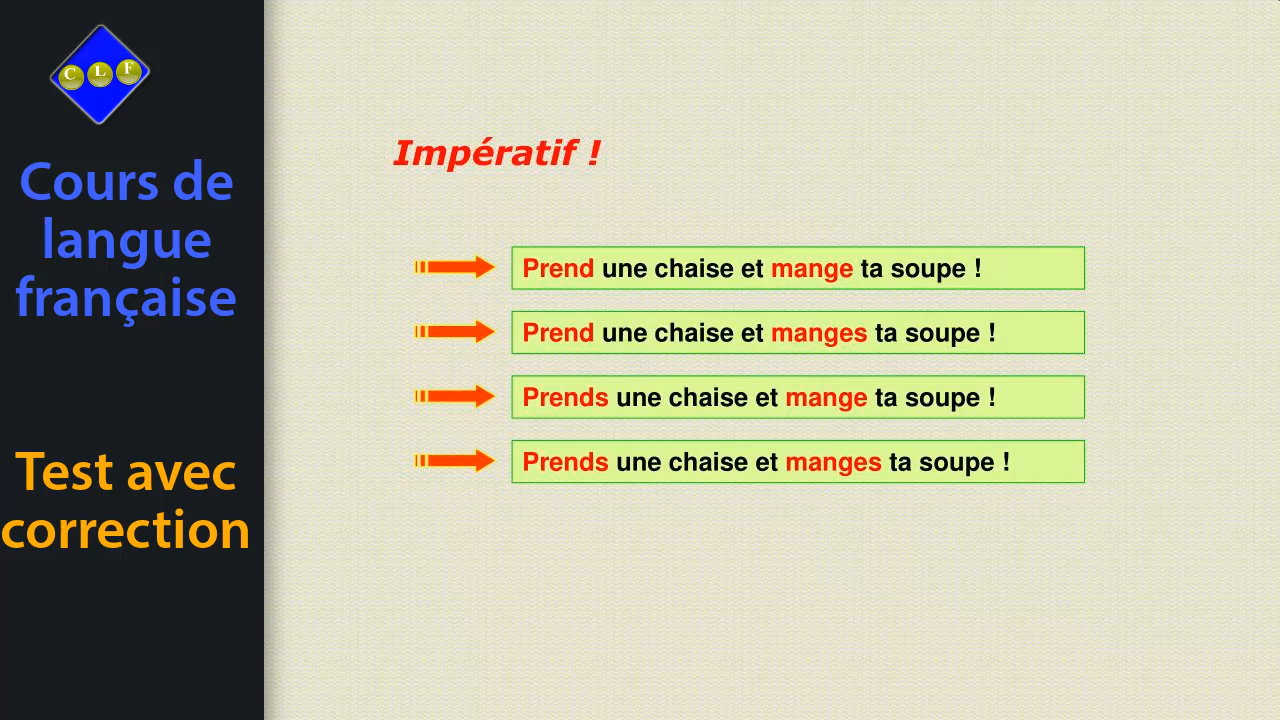 C L F
Cours de
langue
française
Test avec
correction
Impératif !
Prend une chaise et mange ta soupe !
Prend une chaise et manges ta soupe !
Prends une chaise et mange ta soupe !
Prends une chaise et manges ta soupe !